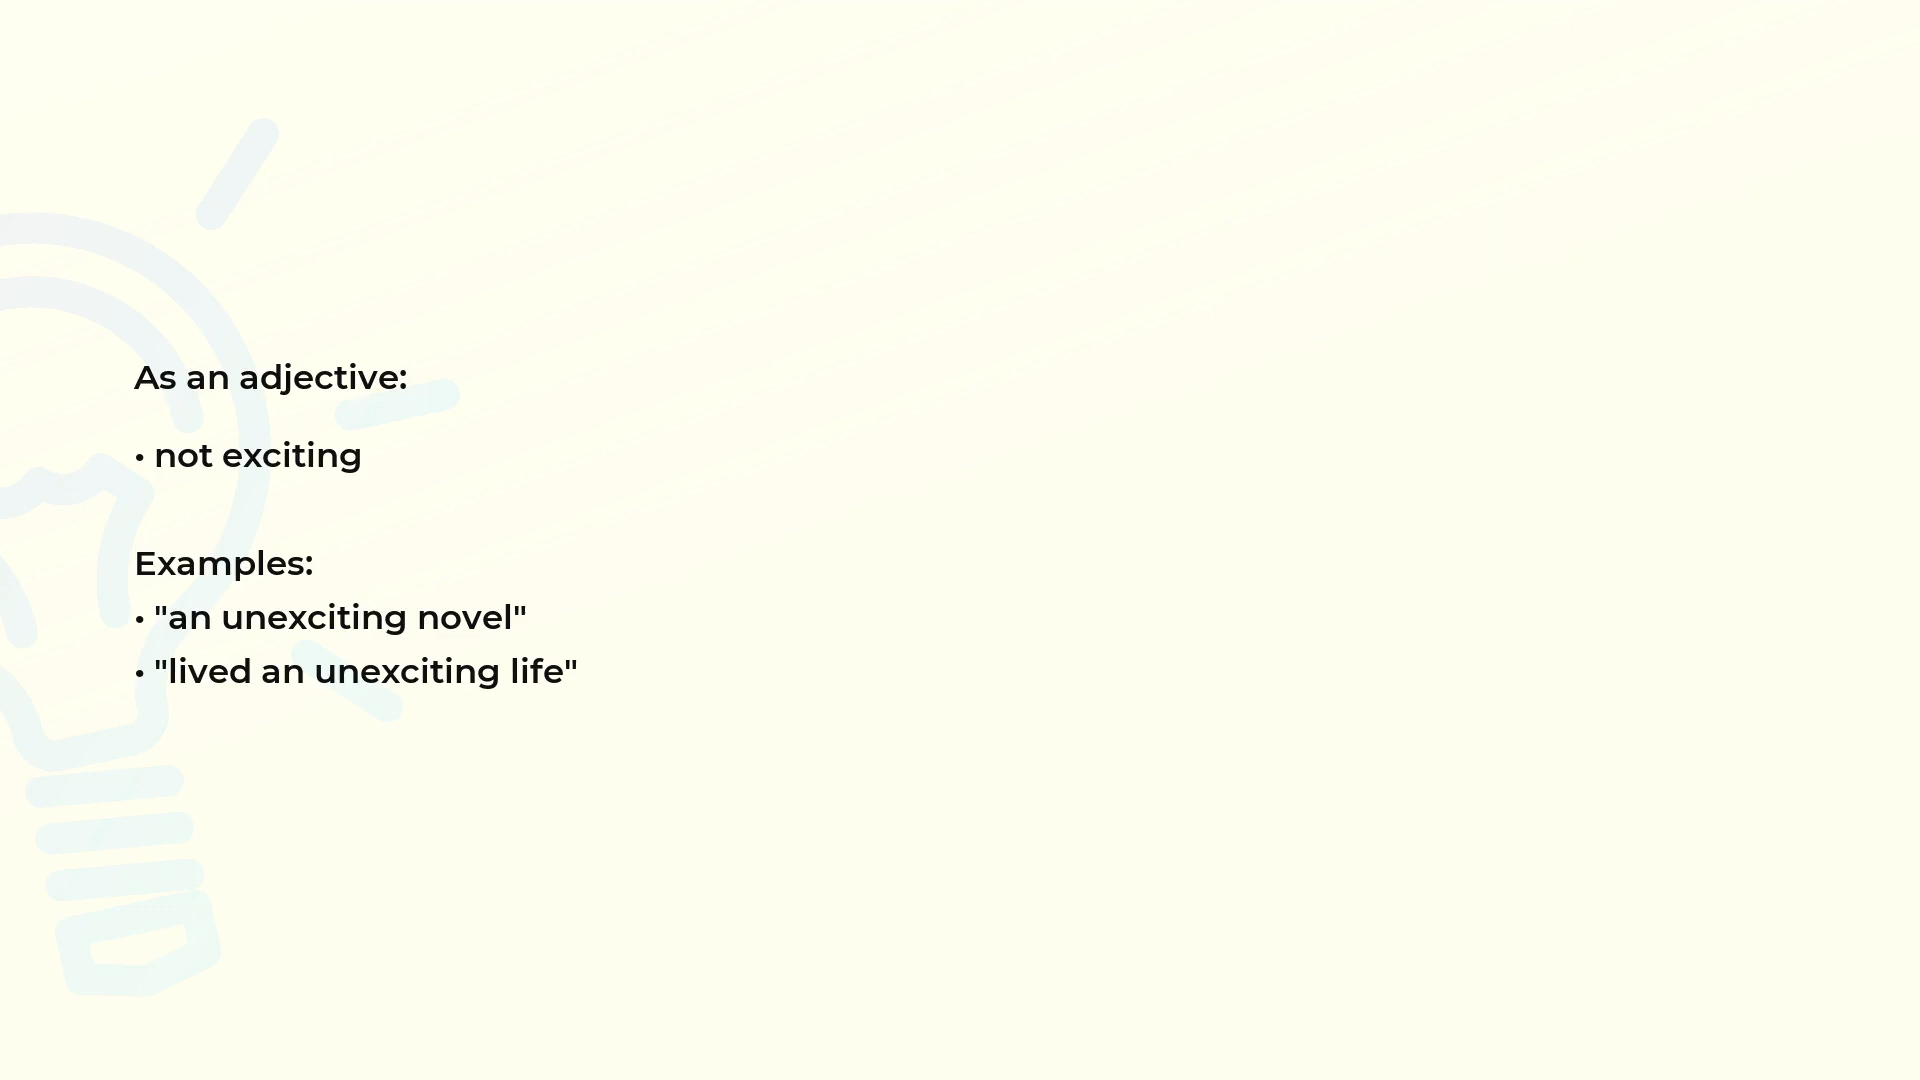 As an adjective:
• not exciting
Examples:
• "an unexciting novel"
• "lived an unexciting life"